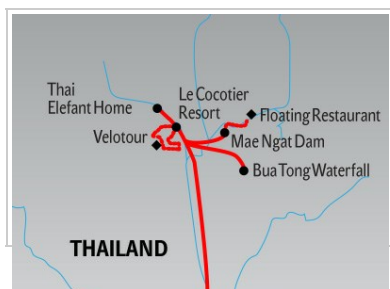 Thai
Elefant Home
Le Cocotier
Resort
Floating Restaurant
Velotour
Mae Ngat Dam
Bua Tong Waterfall
THAILAND